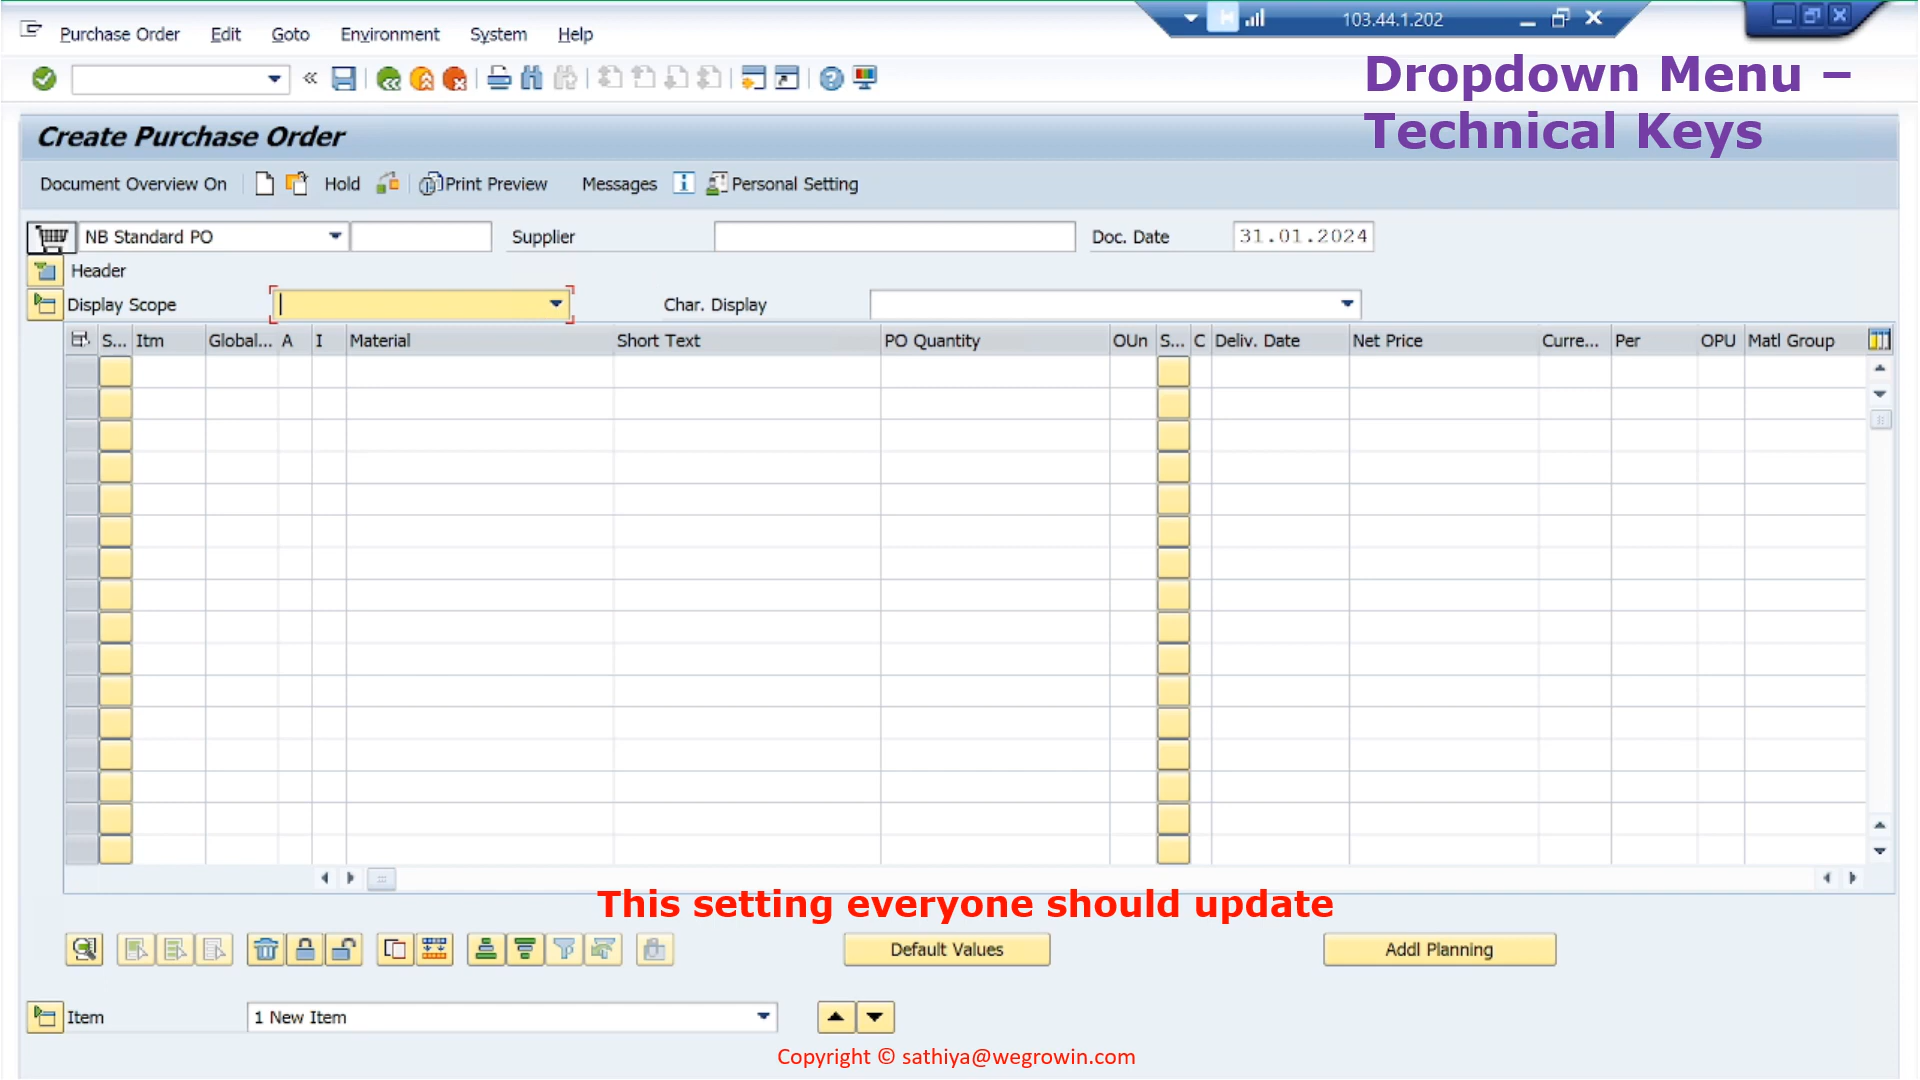 Purchase Order Edit Goto Environment System Help
103.44.1.202
Dropdown Menu –
Technical Keys
Create Purchase Order
Document Overview On Hold Print Preview Messages Personal Setting
NB Standard PO Supplier Doc. Date 31.01.2024
Header
Display Scope Char. Display
S... Itm Global... A I Material Short Text PO Quantity OUn S... C Deliv. Date Net Price Curre... Per OPU Matl Group
This setting everyone should update
Default Values Addl Planning
Item 1 New Item
Copyright © sathiya@wegrowin.com